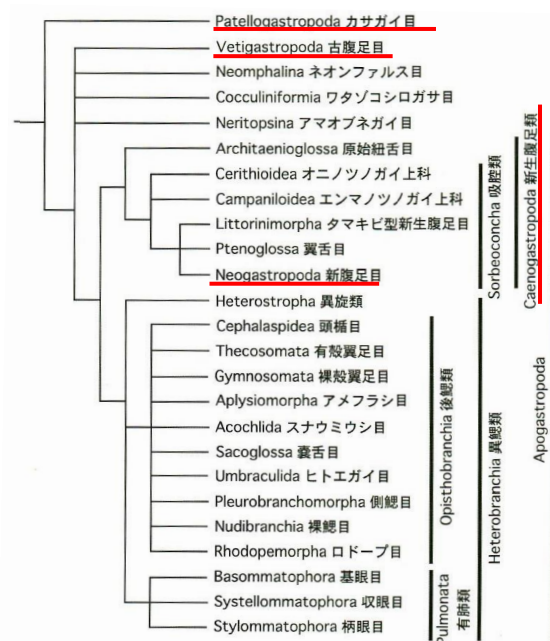 Patellogastropoda カサガイ目
Vetigastropoda 古腹足目
Neomphalina ネオンファルス目
Cocculiniformia ワタゾコシロガサ目
Neritopsina アマオブネガイ目
Architaenioglossa 原始紐舌目
Cerithioidea オニノツノガイ上科
Campaniloidea エンマノツノガイ上科
Littorinimorpha タマキビ型新生腹足目
Ptenoglossa 翼舌目
Neogastropoda 新腹足目
Heterostropha 異旋類
Cephalaspidea 頭楯目
Thecosomata 有殻翼足目
Gymnosomata 裸殻翼足目
Aplysiomorpha アメフラシ目
Acochlida スナウミウシ目
Sacoglossa 嚢舌目
Umbraculida ヒトエガイ目
Pleurobranchomorpha 側鰓目
Nudibranchia 裸鰓目
Rhodopemorpha ロドープ目
Basommatophora 基眼目
Systellommatophora 収眼目
Stylommatophora 柄眼目
Opisthobranchia 後鰓類
Pulmonata
有肺類
Sorbeoconcha 吸腔類
Heterobranchia 異鰓類
Caenogastropoda 新生腹足類
Apogastropoda